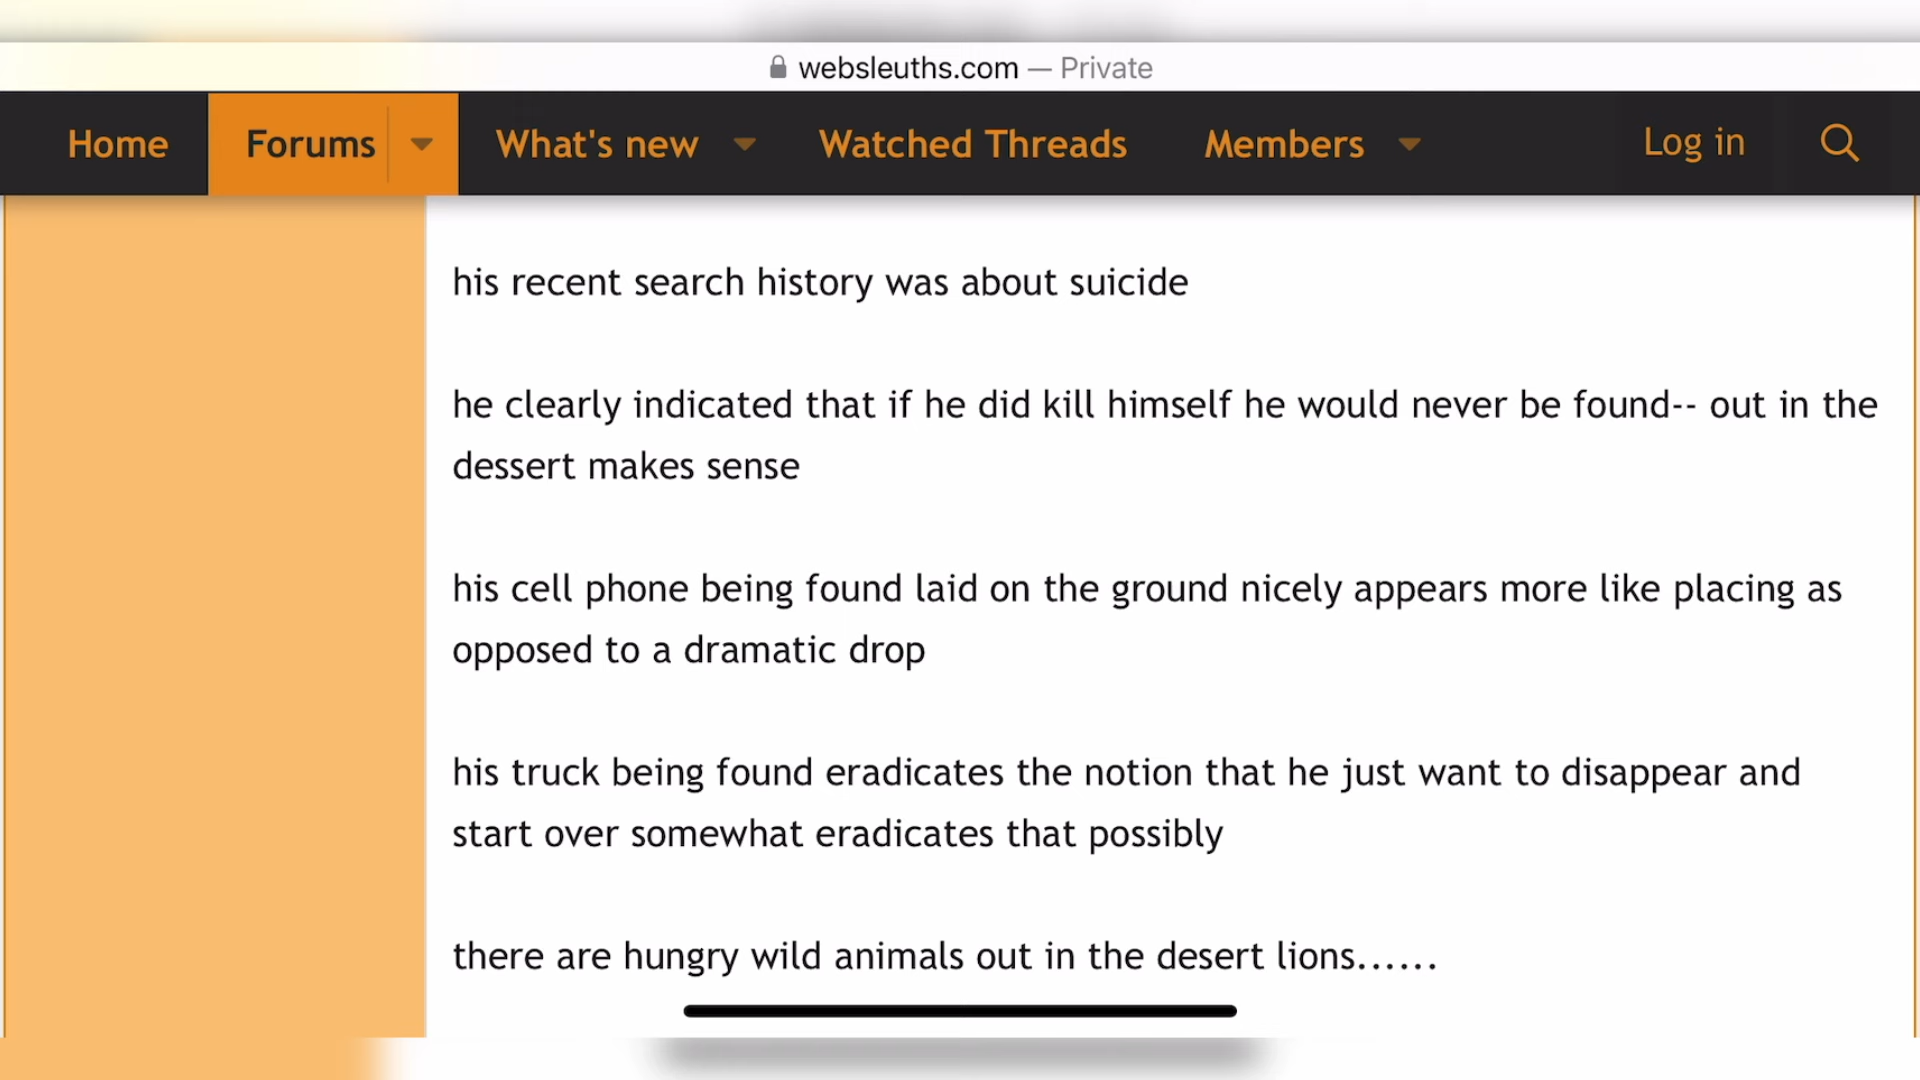 websleuths.com — Private
Home Forums What's new Watched Threads Members Log in
his recent search history was about suicide
he clearly indicated that if he did kill himself he would never be found-- out in the
dessert makes sense
his cell phone being found laid on the ground nicely appears more like placing as
opposed to a dramatic drop
his truck being found eradicates the notion that he just want to disappear and
start over somewhat eradicates that possibly
there are hungry wild animals out in the desert lions......